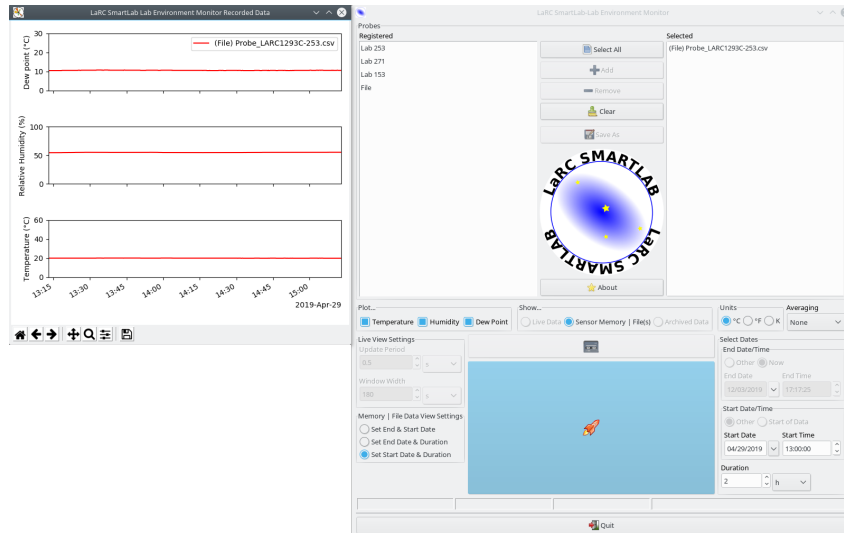 LaRC SmartLab Lab Environment Monitor Recorded Data
30
20
10
0
Dew point (°C)
(File) Probe_LARC1293C-253.csv
100
50
0
Relative Humidity (%)
60
40
20
0
Temperature (°C)
13:15
13:30
13:45
14:00
14:15
14:30
14:45
15:00
2019-Apr-29
LaRC SmartLab Lab Environment Monitor
Probes
Registered
Lab 253
Lab 271
Lab 153
File
Select All
Add
Remove
Clear
Save As
LaRC SMARTLAB
LaRC SMARTLAB
About
Selected
(File) Probe_LARC1293C-253.csv
Plot...
Temperature
Humidity
Dew Point
Show...
Live Data
Sensor Memory | File(s)
Archived Data
Units
°C
°F
K
Averaging
None
Live View Settings
Update Period
0.5
s
Window Width
180
s
Memory | File Data View Settings
Set End & Start Date
Set End Date & Duration
Set Start Date & Duration
Select Dates
End Date/Time
Other
Now
End Date
End Time
12/03/2019
17:17:25
Start Date/Time
Other
Start of Data
Start Date
Start Time
04/29/2019
13:00:00
Duration
2
h
Quit